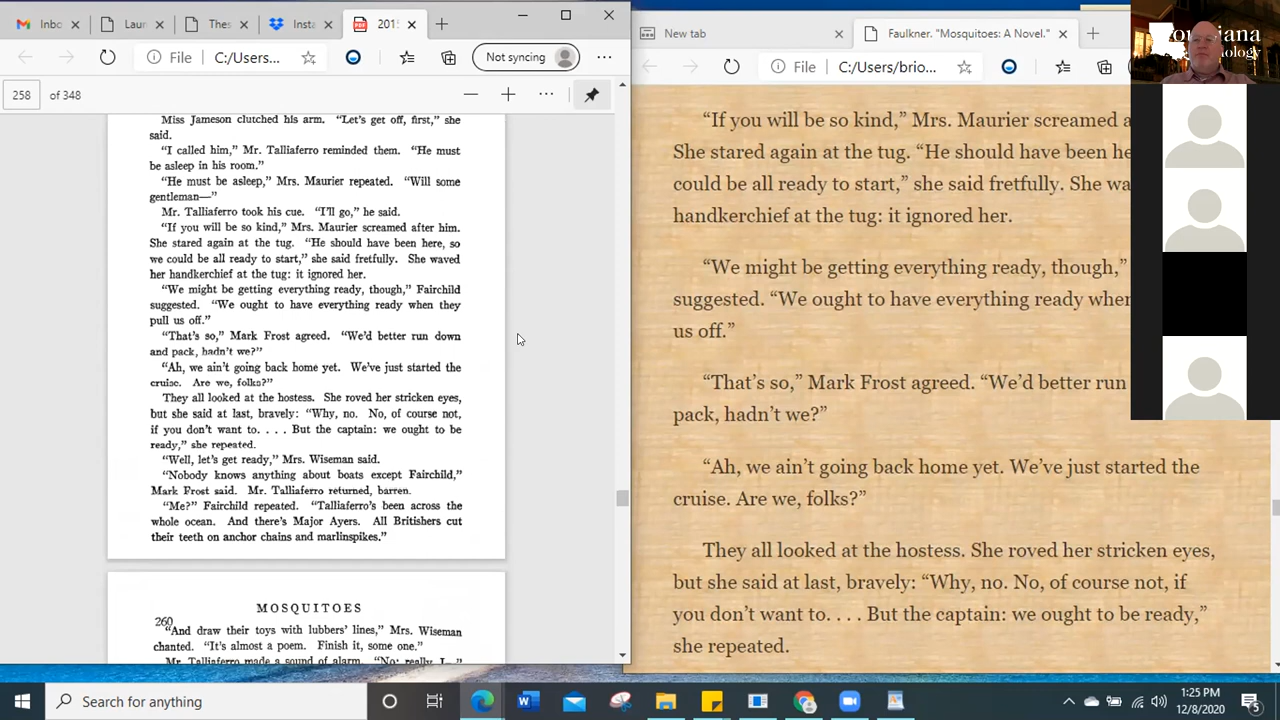 Inbc
Laur
Thes
Insta
201
258 of 348
File C:/Users...
Not syncing
Miss Jameson clutched his arm. “Let’s get off, first,” she
said.
“I called him,” Mr. Talliaferro reminded them. “He must
be asleep in his room.”
“He must be asleep,” Mrs. Maurier repeated. “Will some
gentleman—”
Mr. Talliaferro took his cue. “I’ll go,” he said.
“If you will be so kind,” Mrs. Maurier screamed after him.
She stared again at the tug. “He should have been here, so
we could be all ready to start,” she said fretfully. She waved
her handkerchief at the tug: it ignored her.
“We might be getting everything ready, though,” Fairchild
suggested. “We ought to have everything ready when they
pull us off.”
“That’s so,” Mark Frost agreed. “We’d better run down
and pack, hadn’t we?”
“Ah, we ain’t going back home yet. We’ve just started the
cruise. Are we, folks?”
They all looked at the hostess. She roved her stricken eyes,
but she said at last, bravely: “Why, no. No, of course not,
if you don’t want to. . . . But the captain: we ought to be
ready,” she repeated.
“Well, let’s get ready,” Mrs. Wiseman said.
“Nobody knows anything about boats except Fairchild,”
Mark Frost said. Mr. Talliaferro returned, barren.
“Me?” Fairchild repeated. “Talliaferro’s been across the
whole ocean. And there’s Major Ayers. All Britishers cut
their teeth on anchor chains and marlinspikes.”
MOSQUITOES
260
“And draw their toys with lubbers’ lines,” Mrs. Wiseman
chanted. “It’s almost a poem. Finish it, some one.”
Mr. Talliaferro made a sound of alarm. “No: really, I—”
New tab
Faulkner. "Mosquitoes: A Novel."
File C:/Users/brio...
“If you will be so kind,” Mrs. Maurier screamed a
She stared again at the tug. “He should have been he
could be all ready to start,” she said fretfully. She wa
handkerchief at the tug: it ignored her.
“We might be getting everything ready, though,”
suggested. “We ought to have everything ready when
us off.”
“That’s so,” Mark Frost agreed. “We’d better run
pack, hadn’t we?”
“Ah, we ain’t going back home yet. We’ve just started the
cruise. Are we, folks?”
They all looked at the hostess. She roved her stricken eyes,
but she said at last, bravely: “Why, no. No, of course not, if
you don’t want to. . . . But the captain: we ought to be ready,”
she repeated.
Search for anything
1:25 PM
12/8/2020
5